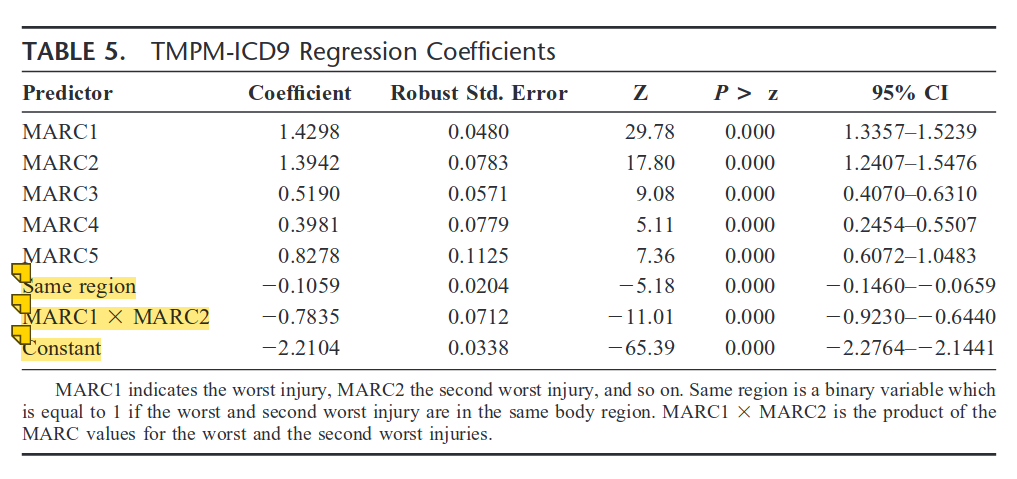 TABLE 5. TMPM-ICD9 Regression Coefficients
Predictor Coefficient Robust Std. Error Z P > z 95% CI
MARC1 1.4298 0.0480 29.78 0.000 1.3357–1.5239
MARC2 1.3942 0.0783 17.80 0.000 1.2407–1.5476
MARC3 0.5190 0.0571 9.08 0.000 0.4070–0.6310
MARC4 0.3981 0.0779 5.11 0.000 0.2454–0.5507
MARC5 0.8278 0.1125 7.36 0.000 0.6072–1.0483
Same region −0.1059 0.0204 −5.18 0.000 −0.1460–−0.0659
MARC1 × MARC2 −0.7835 0.0712 −11.01 0.000 −0.9230–−0.6440
Constant −2.2104 0.0338 −65.39 0.000 −2.2764–−2.1441
MARC1 indicates the worst injury, MARC2 the second worst injury, and so on. Same region is a binary variable which
is equal to 1 if the worst and second worst injury are in the same body region. MARC1 × MARC2 is the product of the
MARC values for the worst and the second worst injuries.